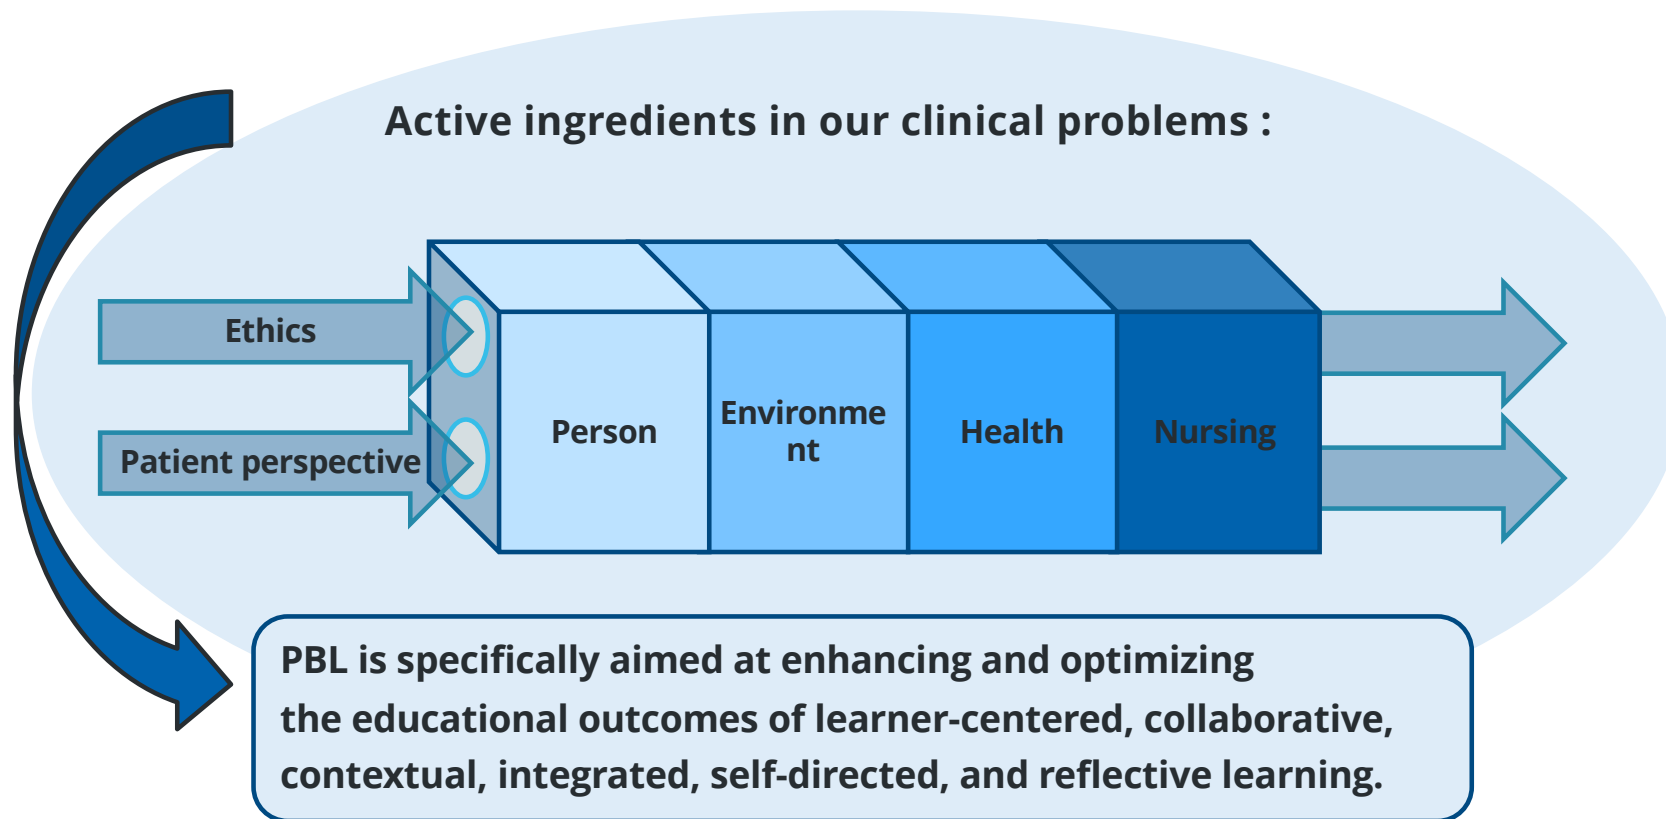 Active ingredients in our clinical problems :
Ethics
Patient perspective
Person
Environme
nt
Health
Nursing
PBL is specifically aimed at enhancing and optimizing
the educational outcomes of learner-centered, collaborative,
contextual, integrated, self-directed, and reflective learning.